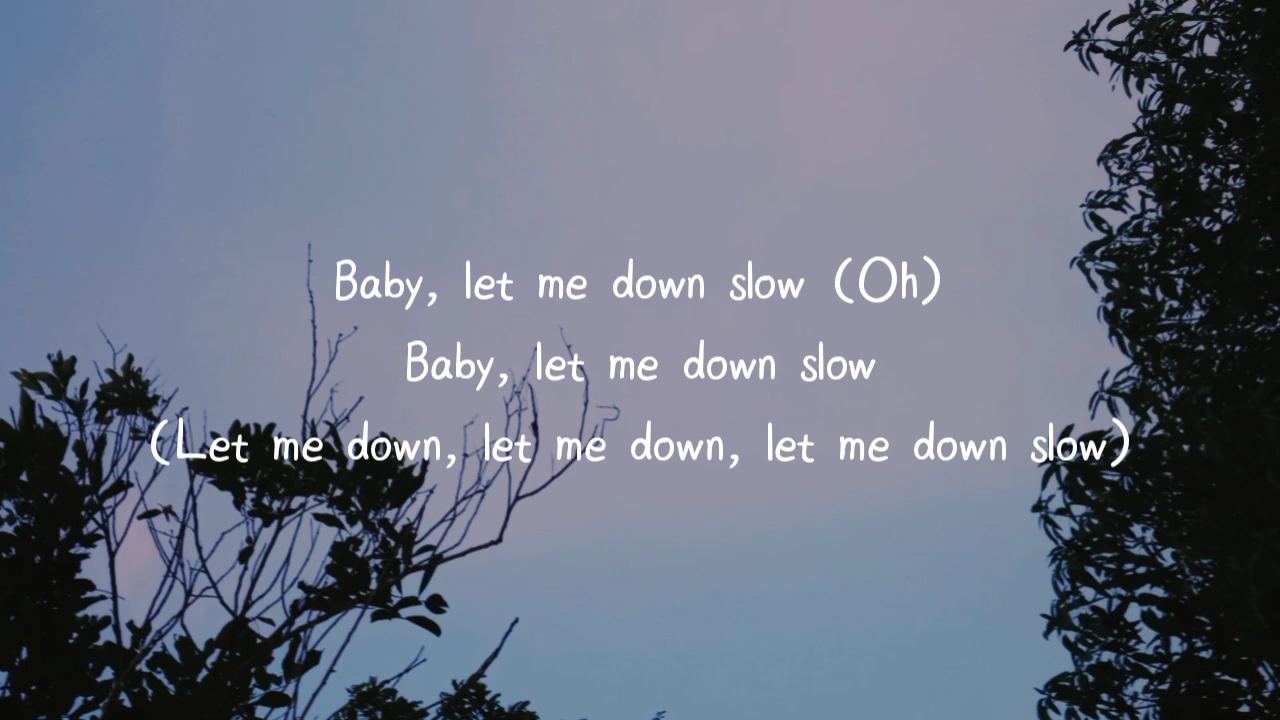 Baby, let me down slow (Oh)
Baby, let me down slow
(Let me down, let me down, let me down slow)